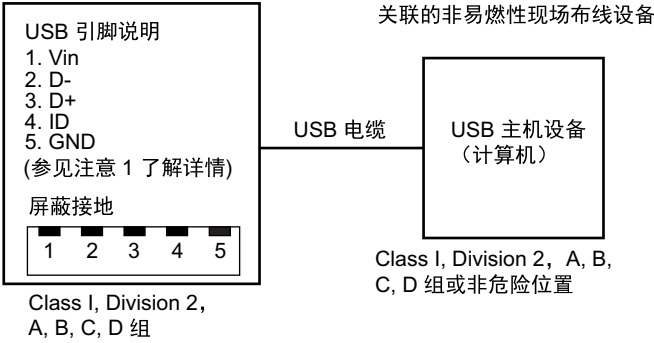 关联的非易燃性现场布线设备
USB 引脚说明
1. Vin
2. D-
3. D+
4. ID
5. GND
(参见注意 1 了解详情)
屏蔽接地
1 2 3 4 5
Class I, Division 2，
A, B, C, D 组
USB 电缆
USB 主机设备
（计算机）
Class I, Division 2，A, B,
C, D 组或非危险位置